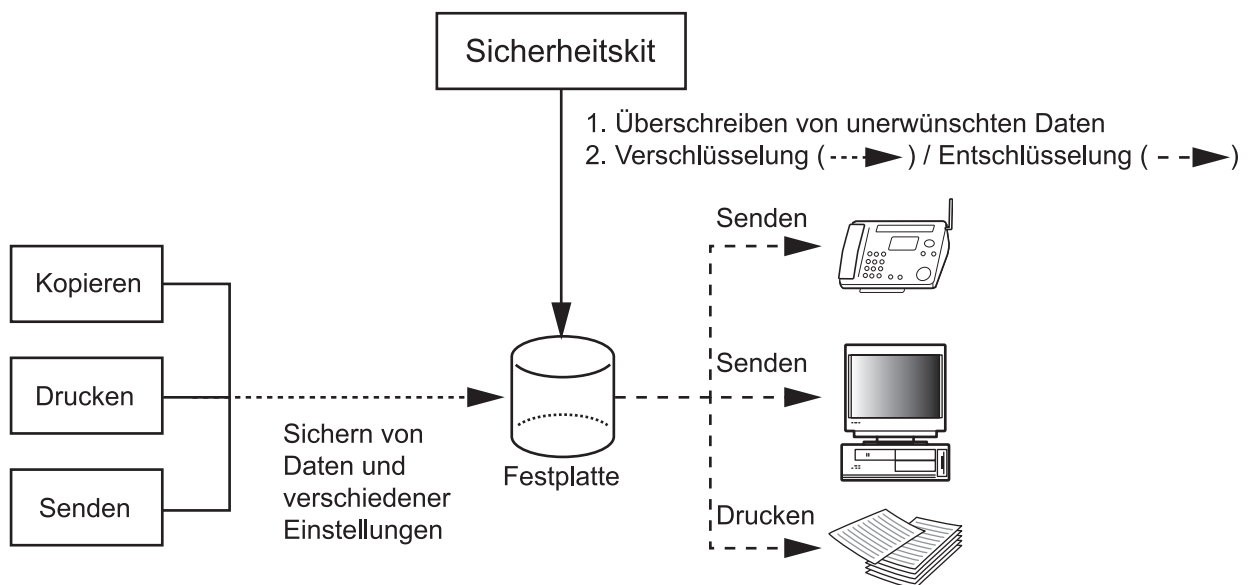 Sicherheitskit
1. Überschreiben von unerwünschten Daten
2. Verschlüsselung ( ) / Entschlüsselung ( )
Kopieren
Drucken
Senden
Sichern von
Daten und
verschiedener
Einstellungen
Festplatte
Senden
Senden
Drucken